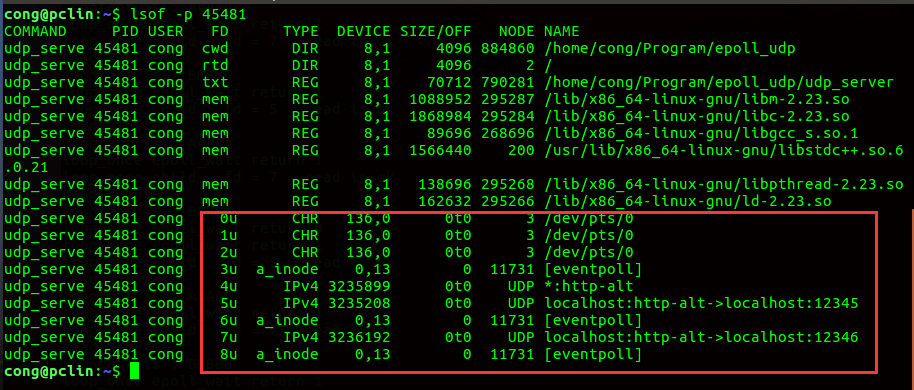 cong@pclin:~$ lsof -p 45481
COMMAND PID USER FD TYPE DEVICE SIZE/OFF NODE NAME
udp_serve 45481 cong cwd DIR 8,1 4096 884860 /home/cong/Program/epoll_udp
udp_serve 45481 cong rtd DIR 8,1 4096 2 /
udp_serve 45481 cong txt REG 8,1 70712 790281 /home/cong/Program/epoll_udp/udp_server
udp_serve 45481 cong mem REG 8,1 1088952 295287 /lib/x86_64-linux-gnu/libm-2.23.so
udp_serve 45481 cong mem REG 8,1 1868984 295284 /lib/x86_64-linux-gnu/libc-2.23.so
udp_serve 45481 cong mem REG 8,1 89696 268696 /lib/x86_64-linux-gnu/libgcc_s.so.1
udp_serve 45481 cong mem REG 8,1 1566440 200 /usr/lib/x86_64-linux-gnu/libstdc++.so.6
.0.21
udp_serve 45481 cong mem REG 8,1 138696 295268 /lib/x86_64-linux-gnu/libpthread-2.23.so
udp_serve 45481 cong mem REG 8,1 162632 295266 /lib/x86_64-linux-gnu/ld-2.23.so
udp_serve 45481 cong 0u CHR 136,0 0t0 3 /dev/pts/0
udp_serve 45481 cong 1u CHR 136,0 0t0 3 /dev/pts/0
udp_serve 45481 cong 2u CHR 136,0 0t0 3 /dev/pts/0
udp_serve 45481 cong 3u a_inode 0,13 0 11731 [eventpoll]
udp_serve 45481 cong 4u IPv4 3235899 0t0 UDP *:http-alt
udp_serve 45481 cong 5u IPv4 3235208 0t0 UDP localhost:http-alt->localhost:12345
udp_serve 45481 cong 6u a_inode 0,13 0 11731 [eventpoll]
udp_serve 45481 cong 7u IPv4 3236192 0t0 UDP localhost:http-alt->localhost:12346
udp_serve 45481 cong 8u a_inode 0,13 0 11731 [eventpoll]
cong@pclin:~$